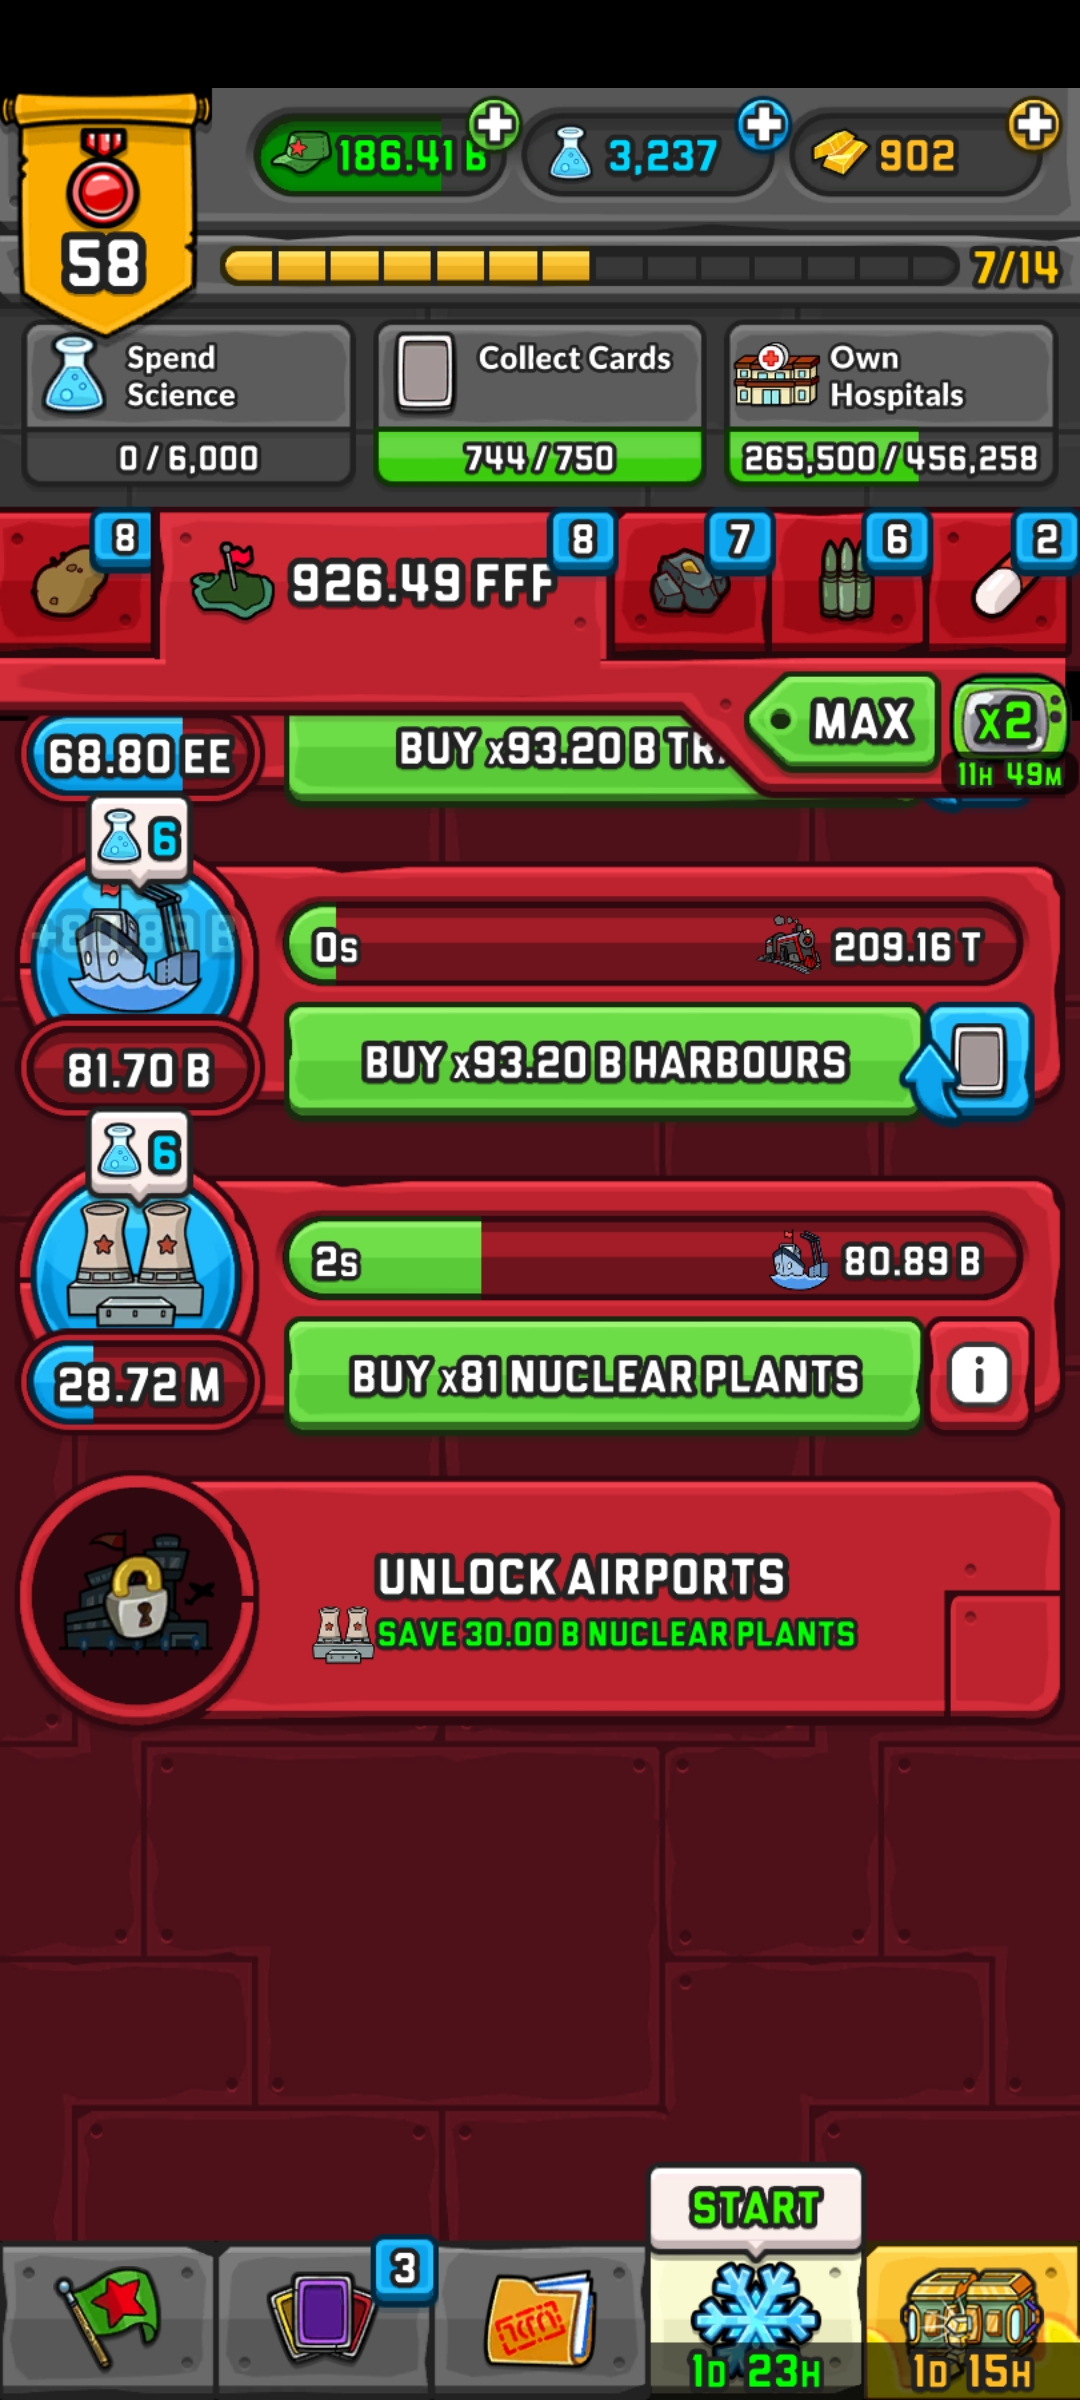 186.41 B
3,237
902
58
7/14
Spend
Science
Collect Cards
Own
Hospitals
0 / 6,000
744 / 750
265,500 / 456,258
8
926.49 FFF
8
7
6
2
MAX
x2
11H 49M
68.80 EE
BUY x93.20 B
6
+80.89 B
0s
209.16 T
81.70 B
BUY x93.20 B HARBOURS
6
2s
80.89 B
28.72 M
BUY x81 NUCLEAR PLANTS
i
UNLOCK AIRPORTS
SAVE 30.00 B NUCLEAR PLANTS
START
3
1D 23H
1D 15H